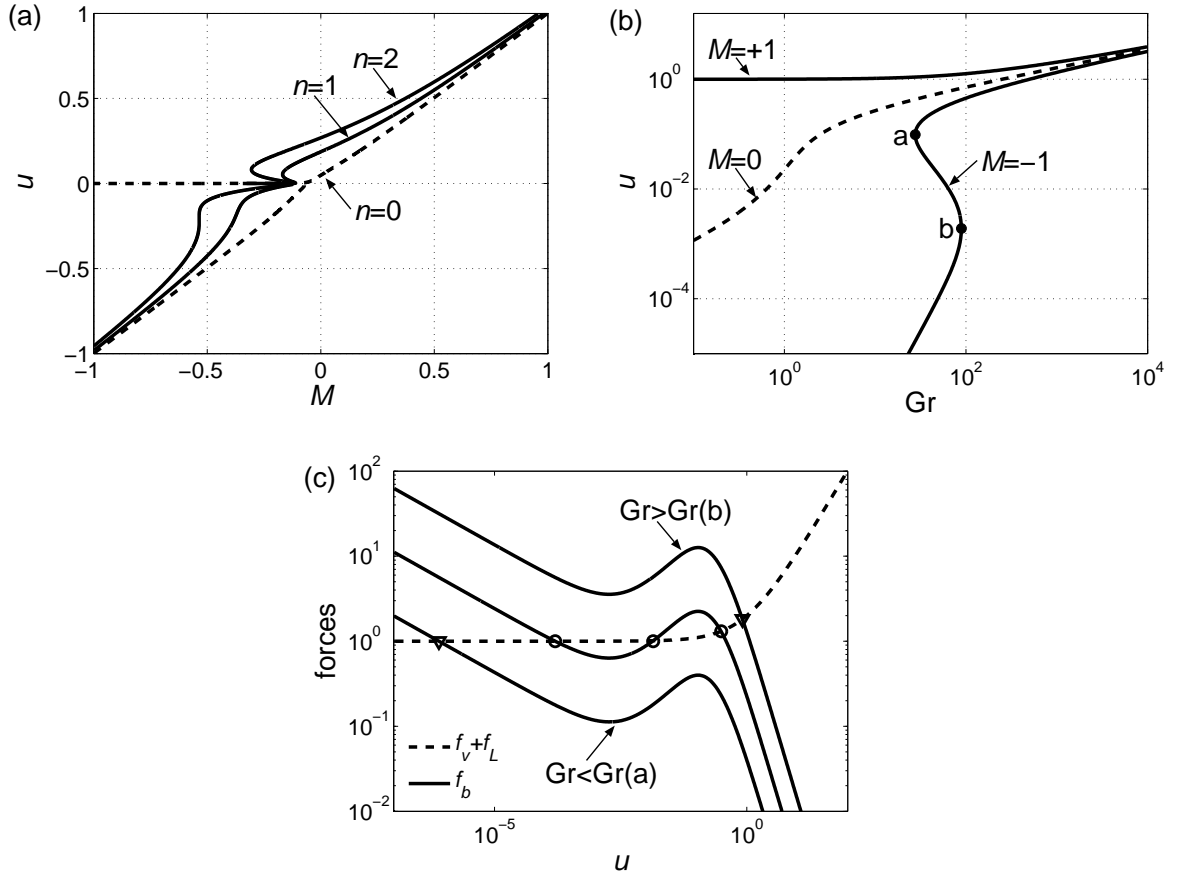 (a)
1
0.5
0
−0.5
−1
u
n=2
n=1
n=0
−1
−0.5
0
0.5
1
M
(b)
10^0
10^−2
10^−4
u
M=+1
M=0
M=−1
a
b
10^0
10^2
10^4
Gr
(c)
10^2
10^1
10^0
10^−1
10^−2
forces
Gr>Gr(b)
Gr<Gr(a)
f_v+f_L
f_b
10^−5
10^0
u